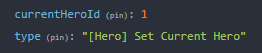 currentHeroId (pin): 1
type (pin): "[Hero] Set Current Hero"